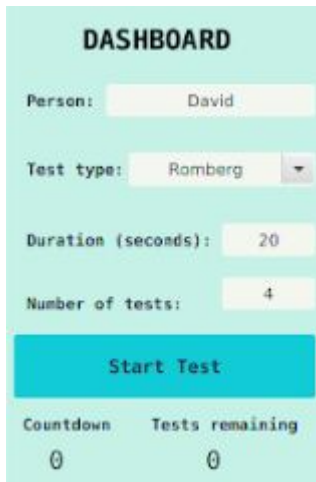 DASHBOARD
Person: David
Test type: Romberg
Duration (seconds): 20
Number of tests: 4
Start Test
Countdown Tests remaining
0 0